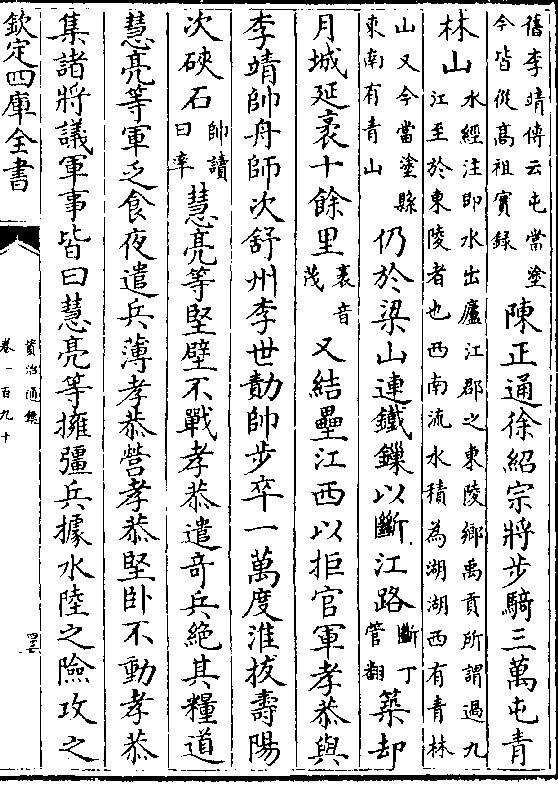 舊李靖傳云屯當塗
今皆從高祖實録
陳正通徐紹宗將步騎三萬屯青
林山
水經注即水出廬江郡之東陵鄉禹貢所謂過九
江至於東陵者也西南流水積為湖湖西有青林
山又今當塗縣
東南有青山
仍於梁山連鐵鏁以斷江路
斷丁
管翻
築却
月城延袤十餘里
袤音
茂
又結壘江西以拒官軍孝恭與
李靖帥舟師次舒州李世勣帥步卒一萬度淮拔壽陽
次硤石
帥讀
曰率
慧亮等堅壁不戰孝恭遣奇兵絶其糧道
慧亮等軍乏食夜遣兵薄孝恭營孝恭堅卧不動孝恭
集諸將議軍事皆曰慧亮等擁彊兵據水陸之險攻之
欽定四庫全書
資治通鑑
卷一百九十